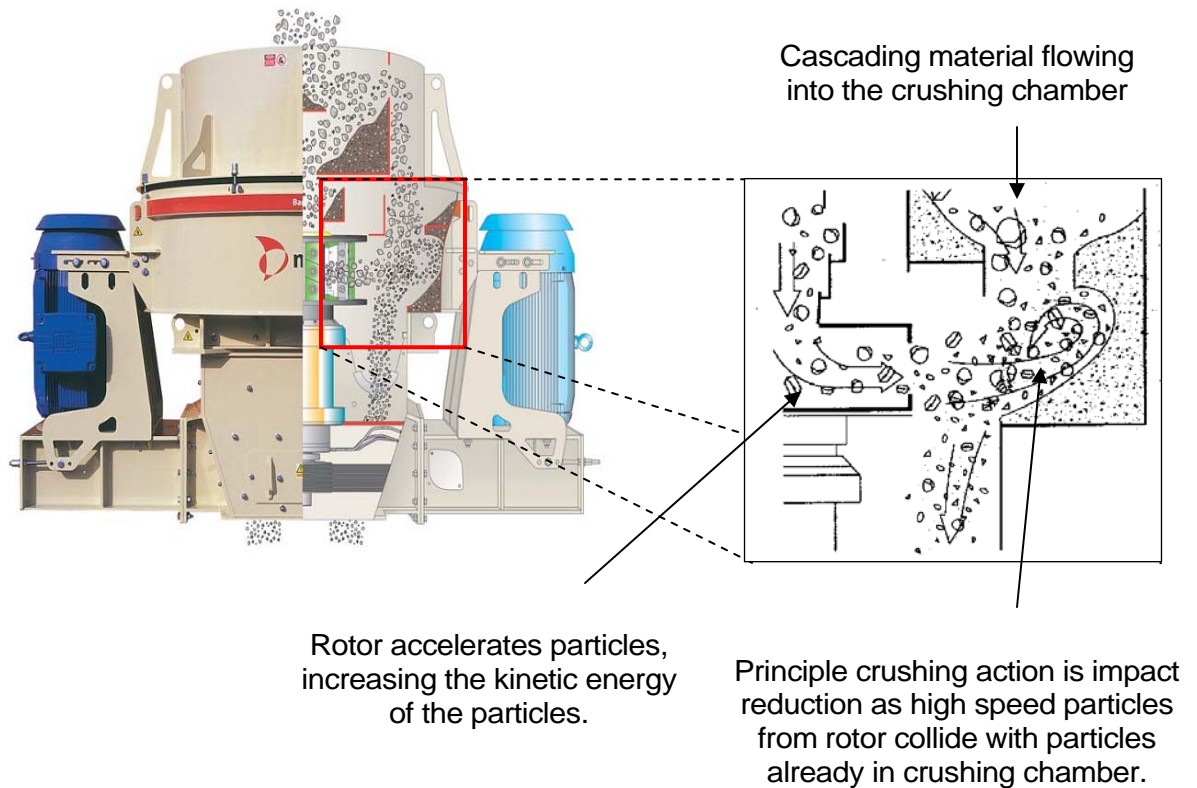 Cascading material flowing
into the crushing chamber
Ba
n
Rotor accelerates particles,
increasing the kinetic energy
of the particles.
Principle crushing action is impact
reduction as high speed particles
from rotor collide with particles
already in crushing chamber.